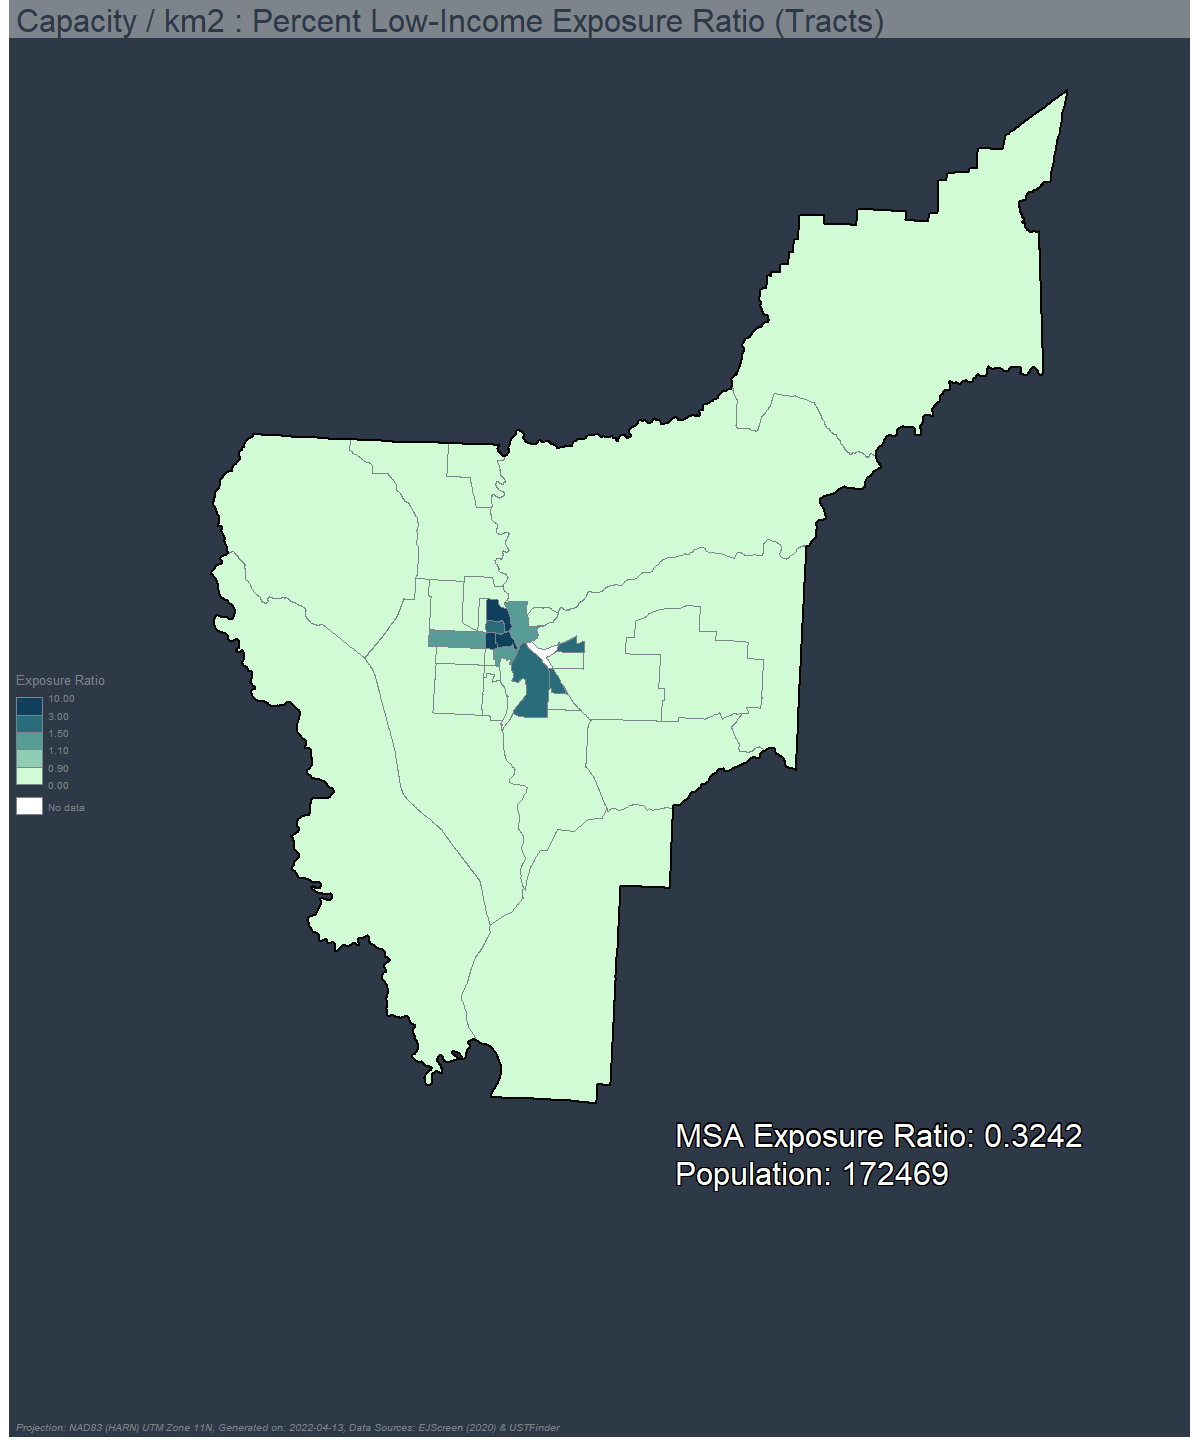 Capacity / km2 : Percent Low-Income Exposure Ratio (Tracts)
Exposure Ratio
10.00
3.00
1.50
1.10
0.90
0.00
No data
MSA Exposure Ratio: 0.3242
Population: 172469
Projection: NAD83 (HARN) UTM Zone 11N, Generated on: 2022-04-13, Data Sources: EJScreen (2020) & USTFinder